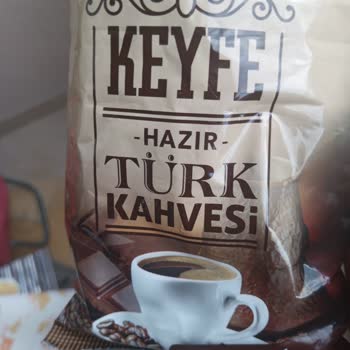 KEYFE
-HAZIR-
TÜRK
KAHVESİ